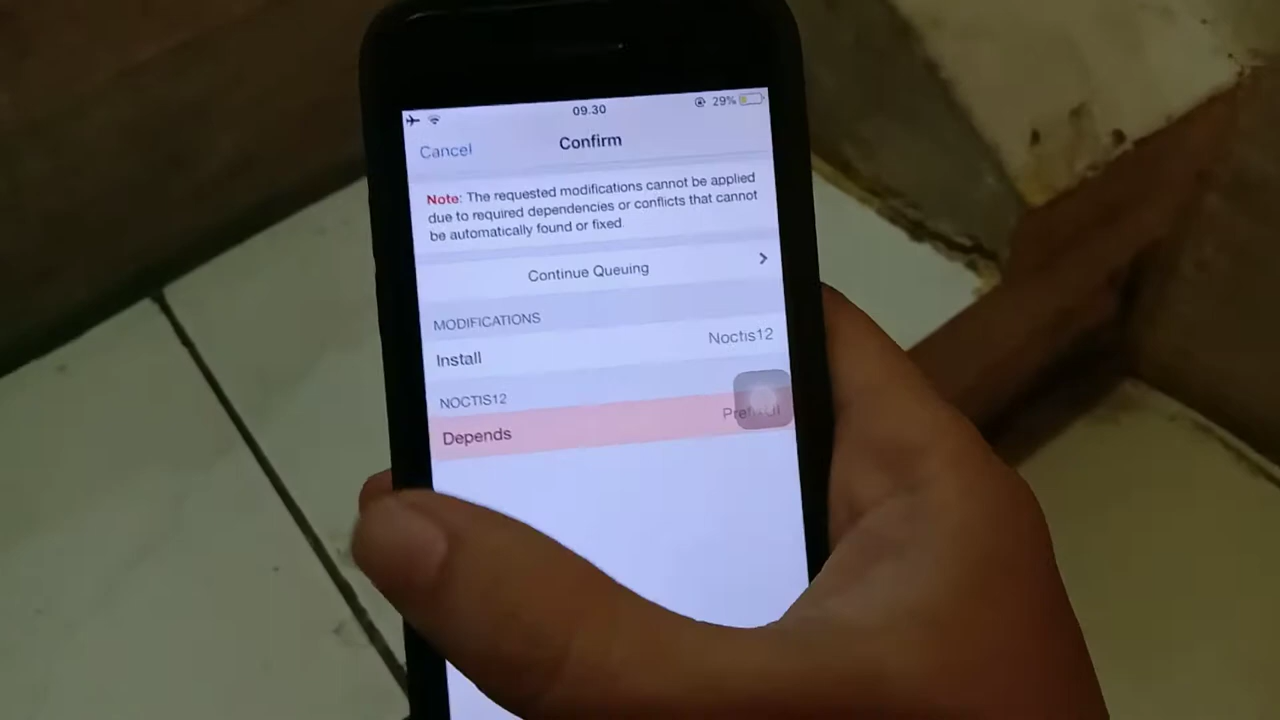 09.30
29%
Cancel
Confirm
Note: The requested modifications cannot be applied
due to required dependencies or conflicts that cannot
be automatically found or fixed.
Continue Queuing
MODIFICATIONS
Install
Noctis12
NOCTIS12
Depends